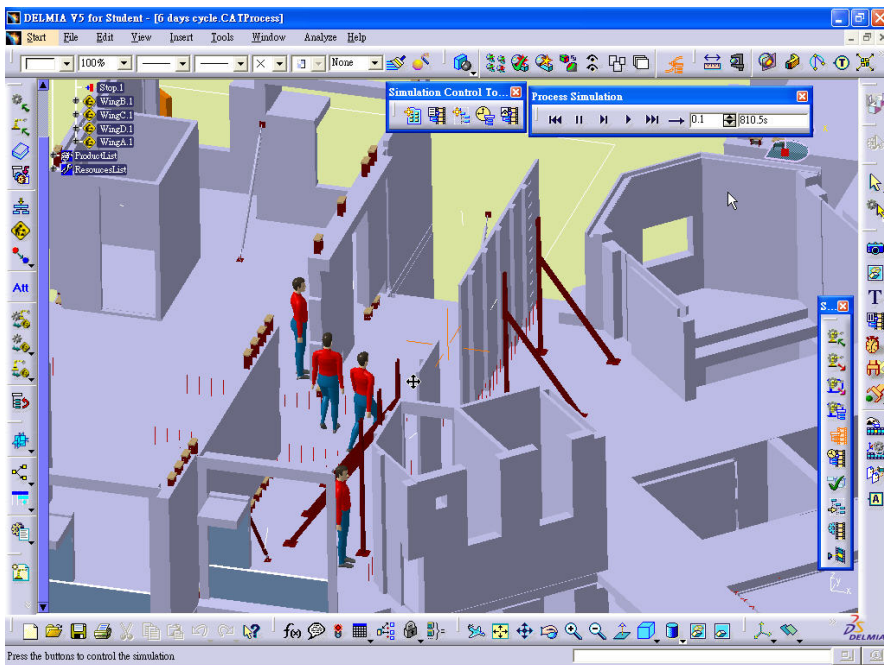 DELMIA V5 for Student - [6 days cycle.CATProcess]
Start File Edit View Insert Tools Window Analyze Help
100% None
Stop.1
WingB.1
WingC.1
WingD.1
WingA.1
ProductList
ResourcesList
Simulation Control To...
Process Simulation
0.1 810.5s
Att
S...
T
A
f(x)
DELMIA
Press the buttons to control the simulation